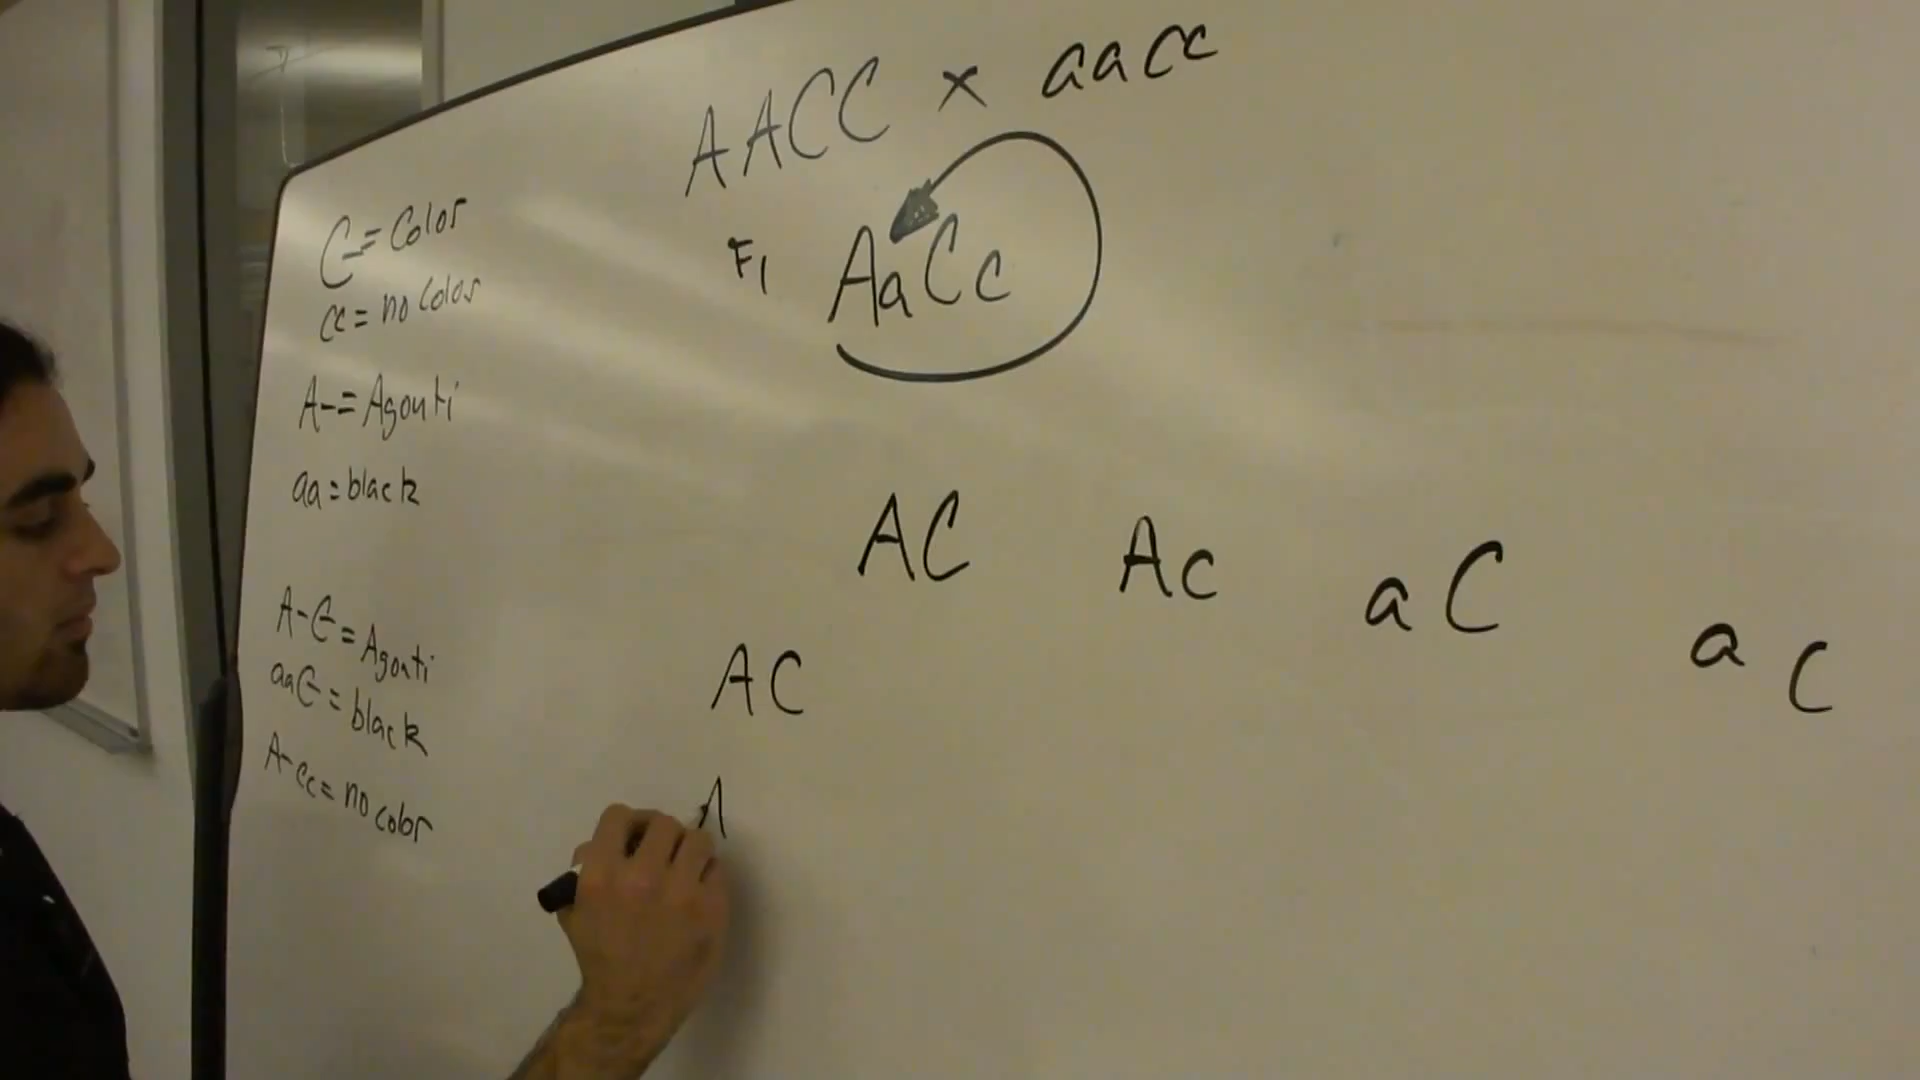 AACC x aacc
F1 AaCc
C-=Color
cc=no color
A-=Agouti
aa=black
A-C-=Agouti
aaC-=black
A-cc=no color
AC Ac aC ac
AC
A